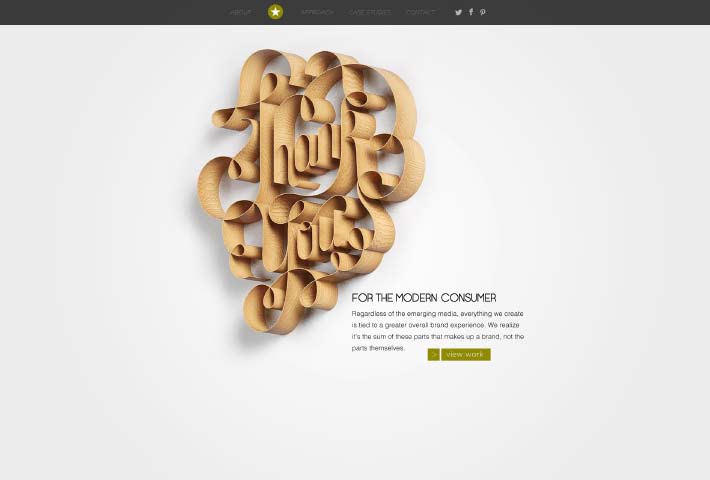 ABOUT
APPROACH
CASE STUDIES
CONTACT
Thank
You
FOR THE MODERN CONSUMER
Regardless of the emerging media, everything we create
is tied to a greater overall brand experience. We realize
it's the sum of these parts that makes up a brand, not the
parts themselves.
> view work